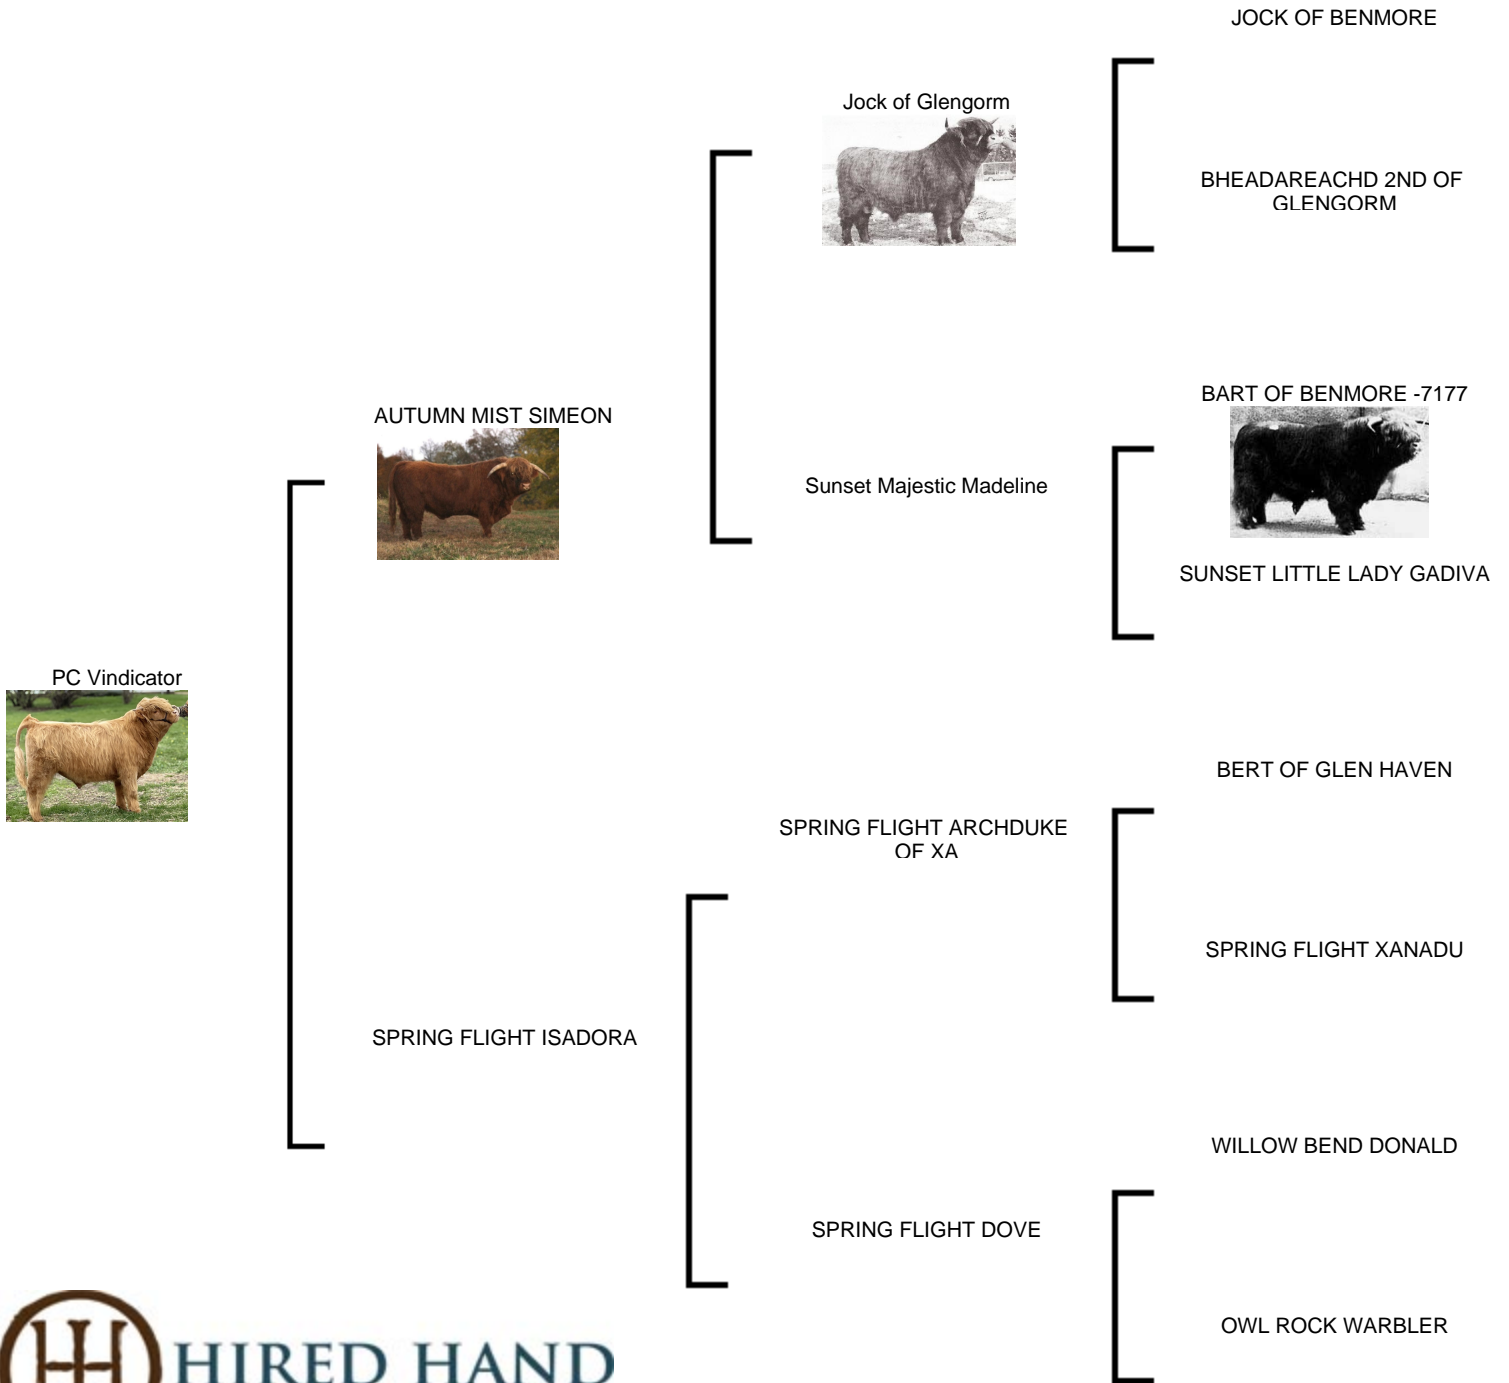 JOCK OF BENMORE
Jock of Glengorm
BHEADAREACHD 2ND OF
GLENGORM
BART OF BENMORE -7177
AUTUMN MIST SIMEON
Sunset Majestic Madeline
SUNSET LITTLE LADY GADIVA
PC Vindicator
BERT OF GLEN HAVEN
SPRING FLIGHT ARCHDUKE
OF XA
SPRING FLIGHT XANADU
SPRING FLIGHT ISADORA
WILLOW BEND DONALD
SPRING FLIGHT DOVE
OWL ROCK WARBLER
HH HIRED HAND